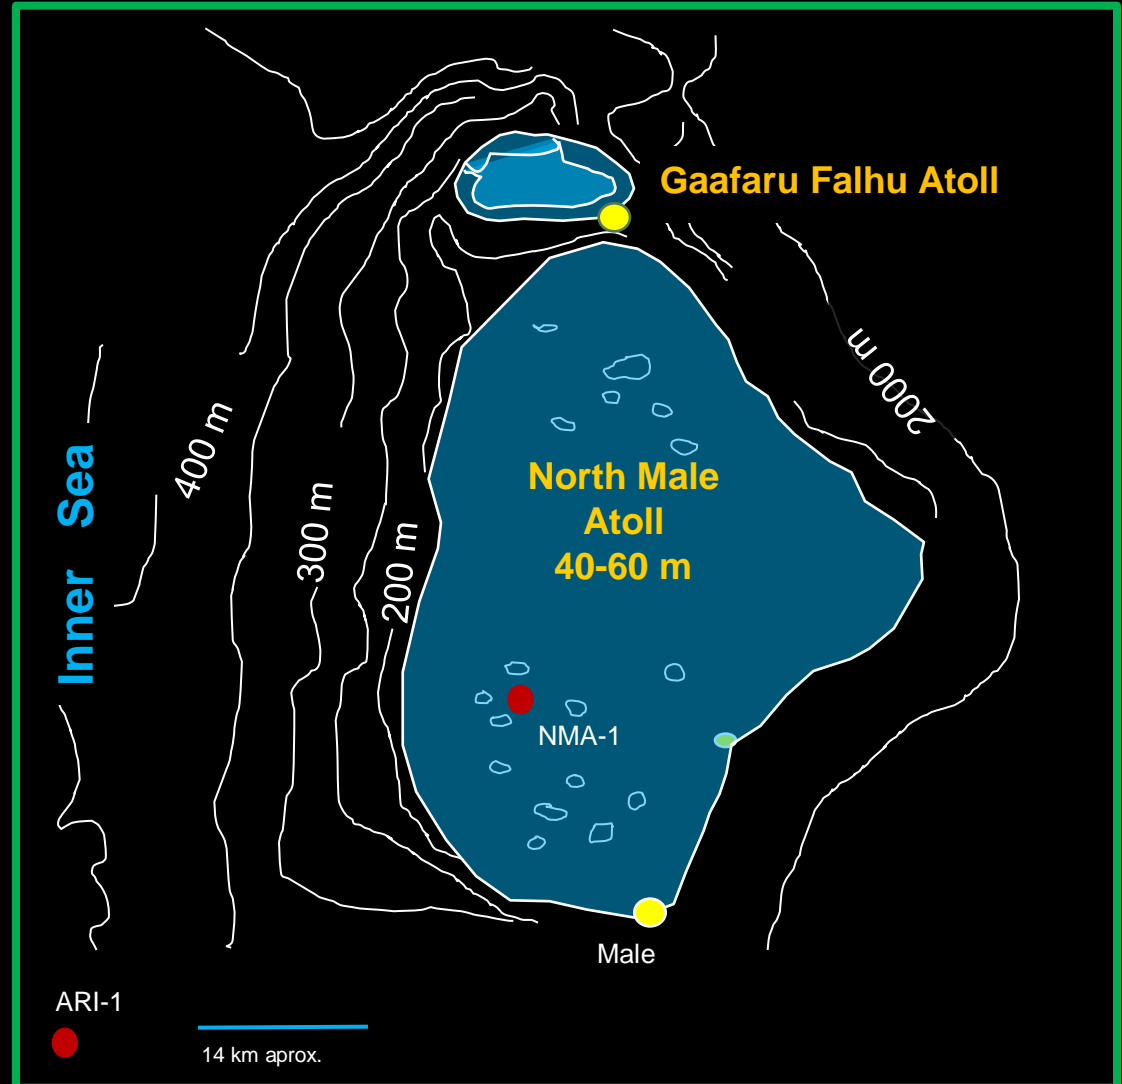 Gaafaru Falhu Atoll
2000 m
400 m
Inner Sea
300 m
200 m
North Male
Atoll
40-60 m
NMA-1
Male
ARI-1
14 km aprox.